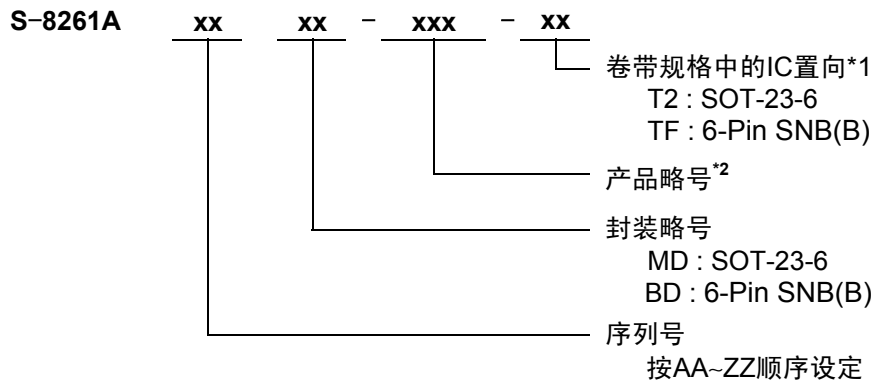 S-8261A xx xx - xxx - xx
卷带规格中的IC置向*1
T2 : SOT-23-6
TF : 6-Pin SNB(B)
产品略号*2
封装略号
MD : SOT-23-6
BD : 6-Pin SNB(B)
序列号
按AA~ZZ顺序设定